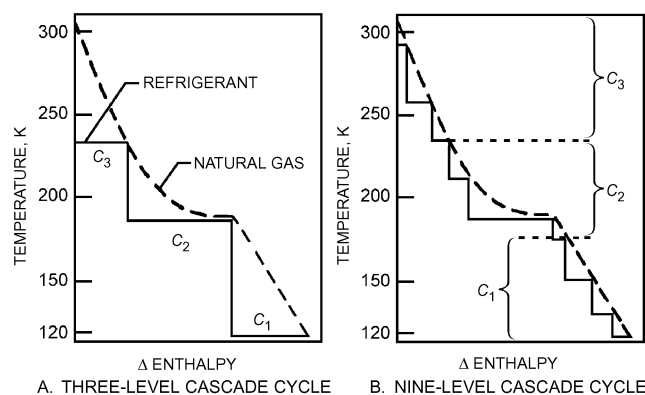 300
250
200
150
120
TEMPERATURE, K
REFRIGERANT
NATURAL GAS
C3
C2
C1
Δ ENTHALPY
A. THREE-LEVEL CASCADE CYCLE
300
250
200
150
120
TEMPERATURE, K
C3
C2
C1
Δ ENTHALPY
B. NINE-LEVEL CASCADE CYCLE